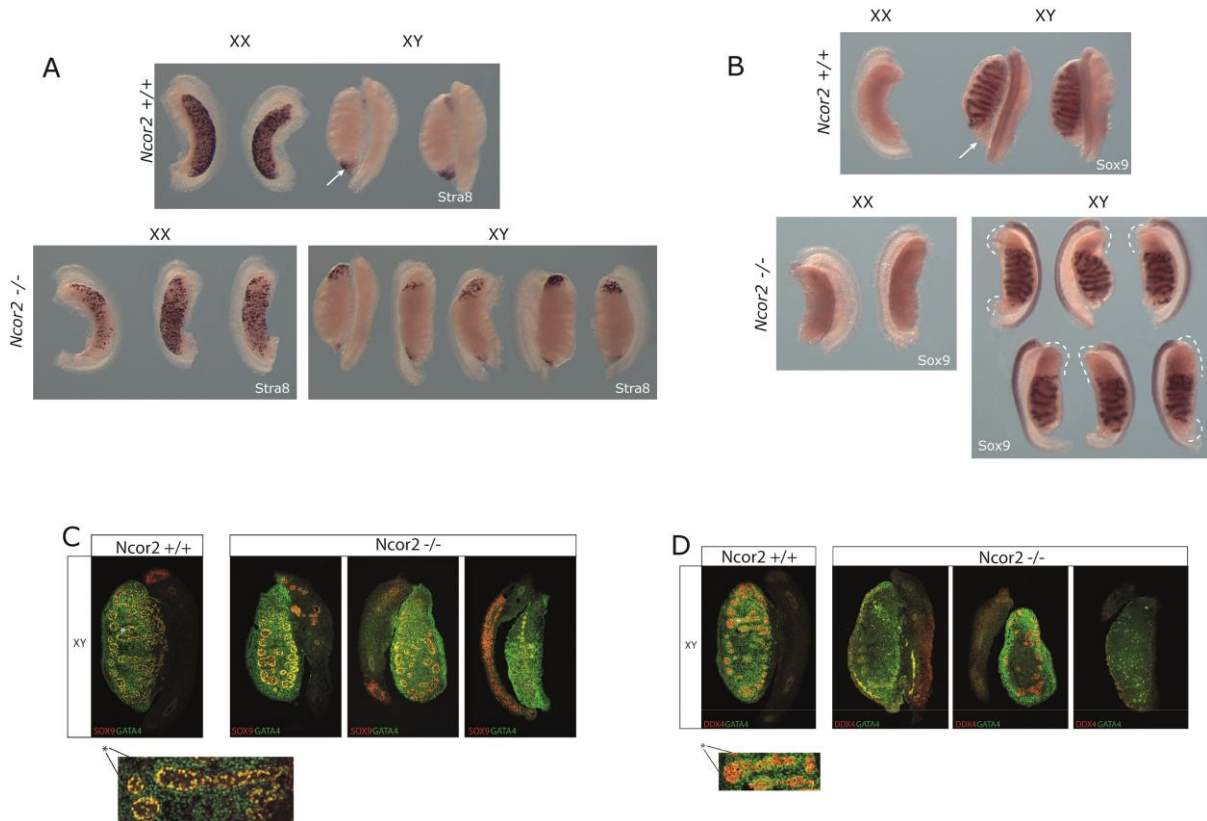 A
XX XY
Ncor2 +/+
Stra8
XX XY
Ncor2 -/-
Stra8
Stra8
B
XX XY
Ncor2 +/+
Sox9
XX XY
Ncor2 -/-
Sox9
Sox9
C
Ncor2 +/+ Ncor2 -/-
XY
SOX9 GATA4
SOX9 GATA4
SOX9 GATA4
SOX9 GATA4
*
D
Ncor2 +/+ Ncor2 -/-
XY
DDX4 GATA4
DDX4 GATA4
DDX4 GATA4
DDX4 GATA4
*